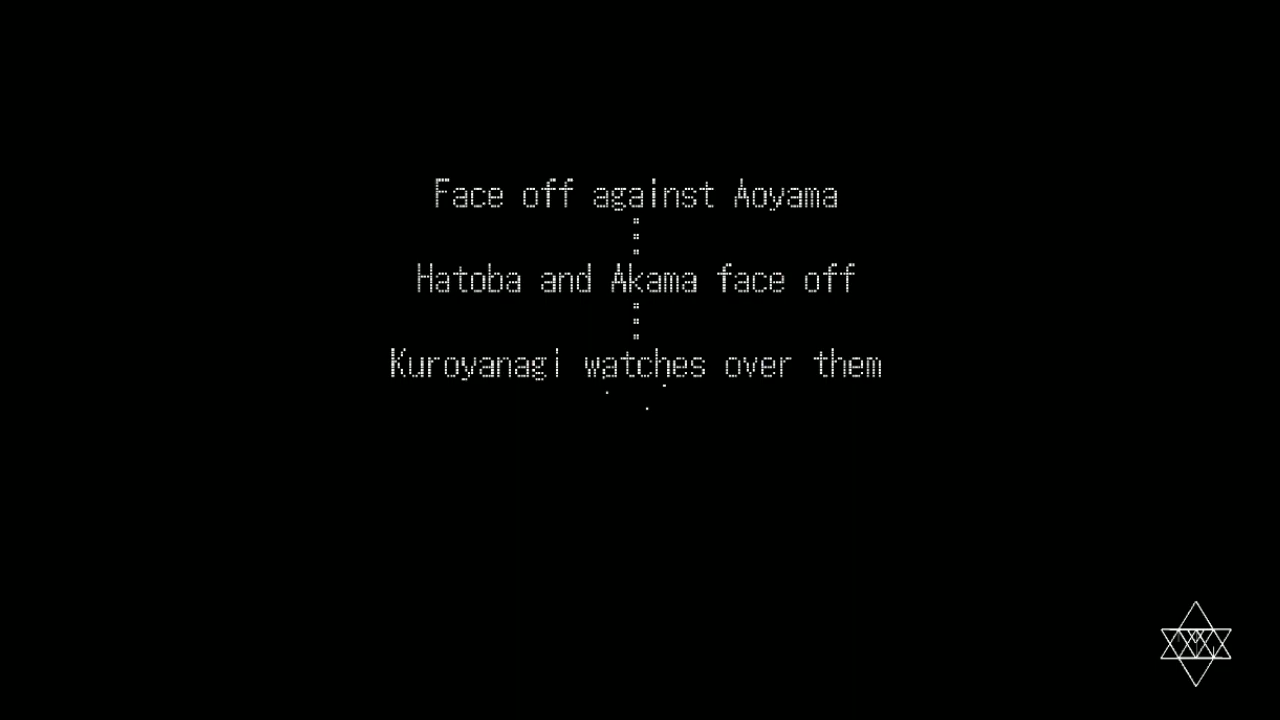 Face off against Aoyama
Hatoba and Akama face off
Kuroyanagi watches over them